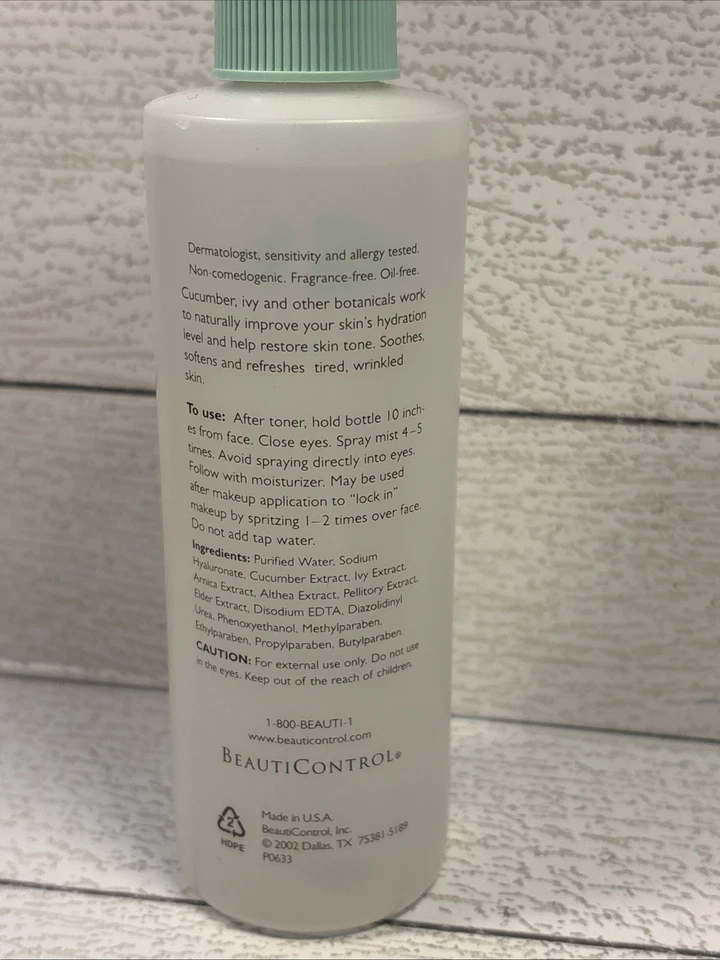 Dermatologist, sensitivity and allergy tested.
Non-comedogenic. Fragrance-free. Oil-free.
Cucumber, ivy and other botanicals work
to naturally improve your skin's hydration
level and help restore skin tone. Soothes,
softens and refreshes tired, wrinkled
skin.
To use: After toner, hold bottle 10 inch-
es from face. Close eyes. Spray mist 4–5
times. Avoid spraying directly into eyes.
Follow with moisturizer. May be used
after makeup application to "lock in"
makeup by spritzing 1–2 times over face.
Do not add tap water.
Ingredients: Purified Water, Sodium
Hyaluronate, Cucumber Extract, Ivy Extract,
Arnica Extract, Althea Extract, Pellitory Extract,
Elder Extract, Disodium EDTA, Diazolidinyl
Urea, Phenoxyethanol, Methylparaben,
Ethylparaben, Propylparaben, Butylparaben.
CAUTION: For external use only. Do not use
in the eyes. Keep out of the reach of children.
1-800-BEAUTI-1
www.beauticontrol.com
BEAUTICONTROL®
2
HDPE
Made in U.S.A.
BeautiControl, Inc.
© 2002 Dallas, TX 75381-5189
P0633